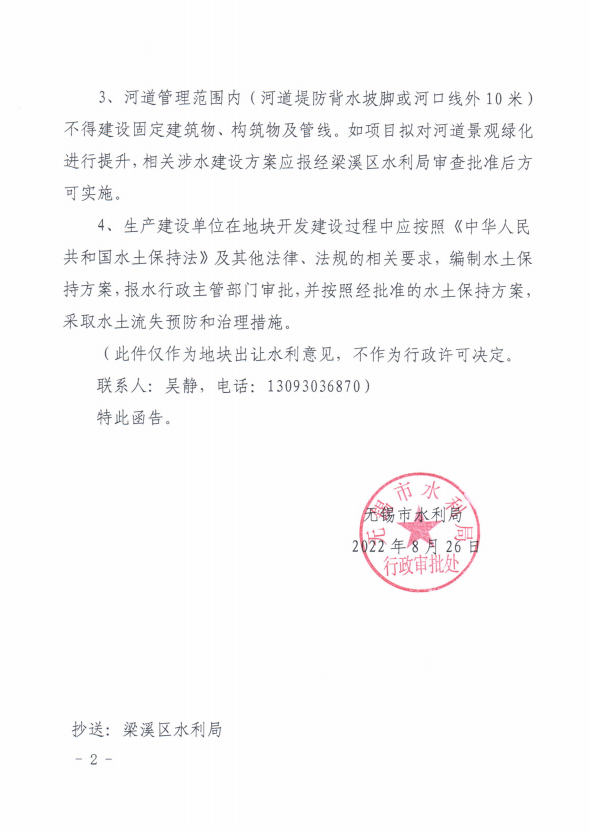 3、河道管理范围内（河道堤防背水坡脚或河口线外10米）
不得建设固定建筑物、构筑物及管线。如项目拟对河道景观绿化
进行提升，相关涉水建设方案应报经梁溪区水利局审查批准后方
可实施。
4、生产建设单位在地块开发建设过程中应按照《中华人民
共和国水土保持法》及其他法律、法规的相关要求，编制水土保
持方案，报水行政主管部门审批，并按照经批准的水土保持方案，
采取水土流失预防和治理措施。
（此件仅作为地块出让水利意见，不作为行政许可决定。
联系人：吴静，电话：13093036870）
特此函告。
无锡市水利局
无锡市水利局
2022年8月26日
行政审批处
抄送：梁溪区水利局
- 2 -